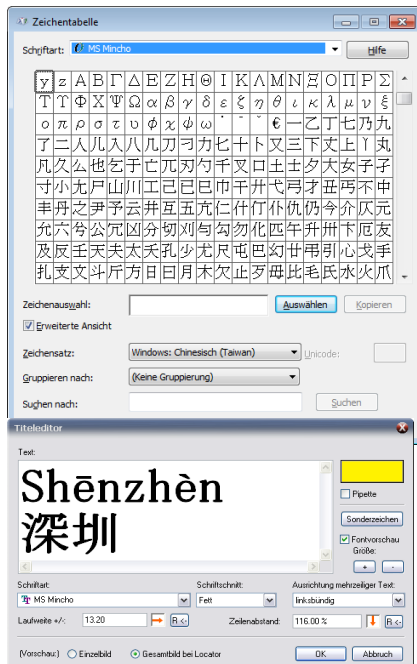 Zeichentabelle
Schriftart: MS Mincho Hilfe
y z Α Β Γ Δ Ε Ζ Η Θ Ι Κ Λ Μ Ν Ξ Ο Π Ρ Σ
Τ Υ Φ Χ Ψ Ω α β γ δ ε ζ η θ ι κ λ μ ν ξ
ο π ρ σ τ υ φ χ ψ ω € 一 乙 丁 七 乃 九
了 二 人 儿 入 八 几 刀 刁 力 匕 十 卜 又 三 下 丈 上 丫 丸
凡 久 么 也 乞 于 亡 兀 刃 勺 千 叉 口 土 士 夕 大 女 子 孑
寸 小 尢 尸 山 川 工 己 已 巳 巾 干 廾 弋 弓 才 丑 丐 不 中
丰 丹 之 尹 予 云 井 互 五 亢 仁 什 仃 仆 仇 仍 今 介 仄 元
允 六 兮 公 冗 凶 分 切 刈 勻 勾 勿 化 匹 午 升 卅 卞 厄 友
及 反 壬 天 夫 太 夭 孔 少 尤 尺 屯 巴 幻 廿 弔 引 心 戈 手
扎 支 文 斗 斤 方 日 曰 月 木 欠 止 歹 毋 比 毛 氏 水 火 爪
Zeichenauswahl: Auswählen Kopieren
Erweiterte Ansicht
Zeichensatz: Windows: Chinesisch (Taiwan) Unicode:
Gruppieren nach: (Keine Gruppierung)
Suchen nach: Suchen
Titeleditor
Text:
Shēnzhèn
深圳
Pipette
Sonderzeichen
Fontvorschau
Größe:
+ -
Schriftart: Schriftschnitt: Ausrichtung mehrzeiliger Text:
MS Mincho Fett linksbündig
Laufweite +/-: 13.20 R <- Zeilenabstand: 116.00 % R <-
(Vorschau:) Einzelbild Gesamtbild bei Locator OK Abbruch